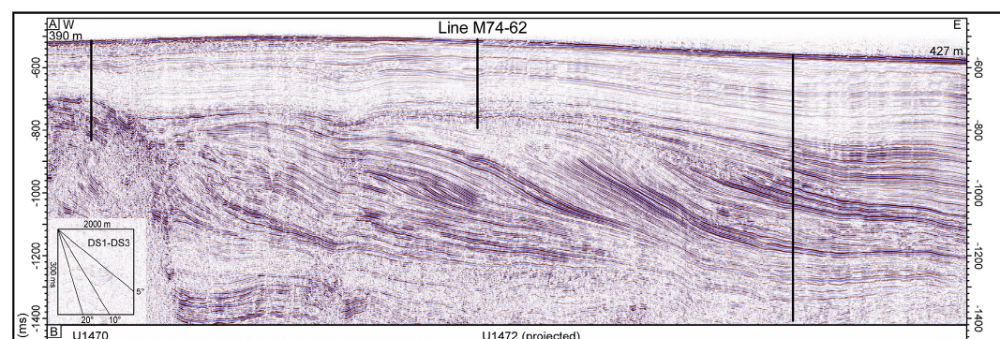 Line M74-62
A W
E
390 m
427 m
-600
-800
-1000
-1200
-1400
(ms)
-600
-800
-1000
-1200
-1400
2000 m
DS1-DS3
300 ms
5°
20° 10°
B U1470
U1472 (projected)